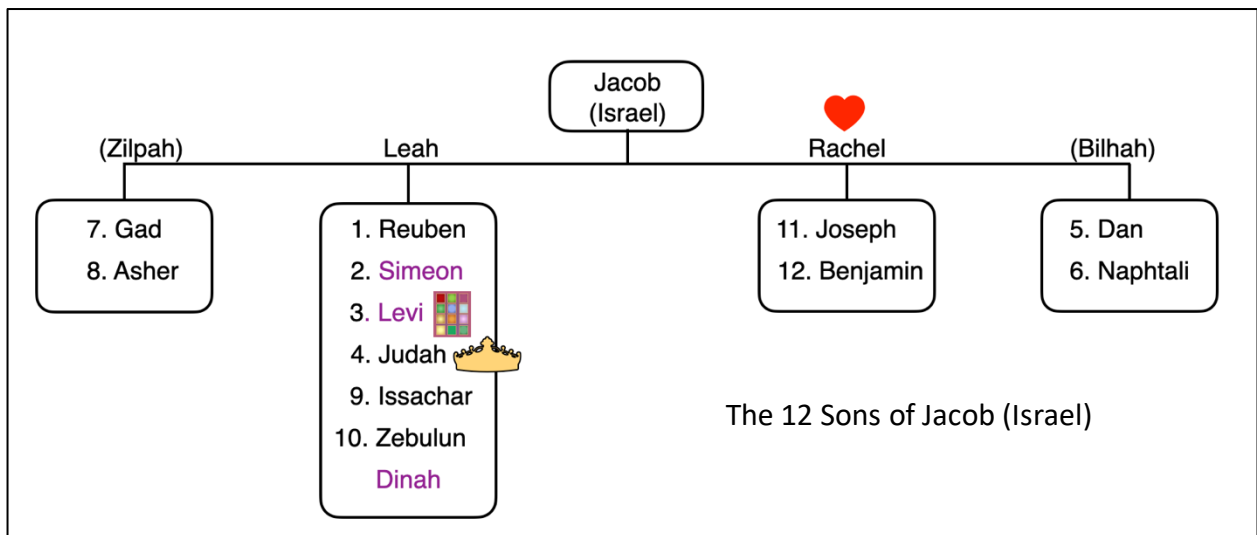 Jacob
(Israel)
(Zilpah)
Leah
Rachel
(Bilhah)
7. Gad
8. Asher
1. Reuben
2. Simeon
3. Levi
4. Judah
9. Issachar
10. Zebulun
Dinah
11. Joseph
12. Benjamin
5. Dan
6. Naphtali
The 12 Sons of Jacob (Israel)